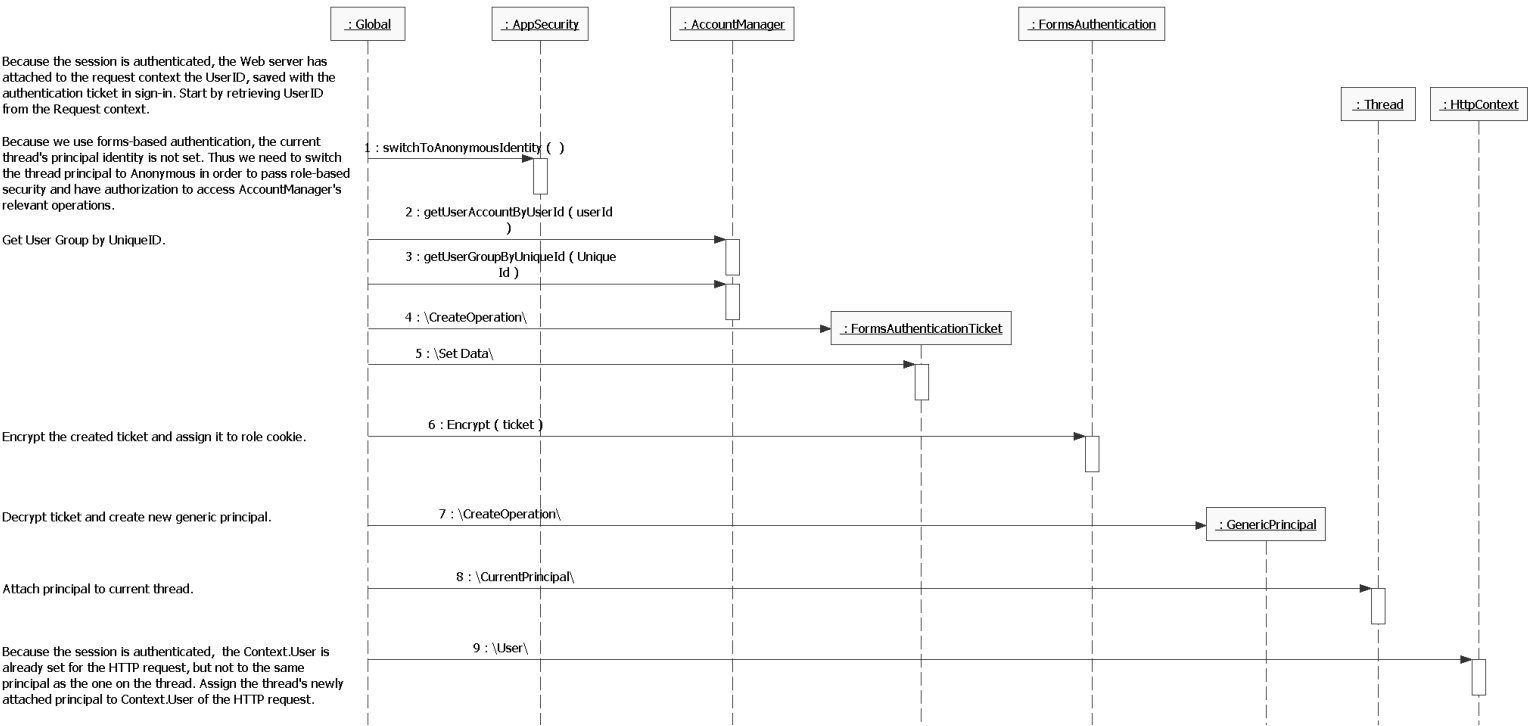 : Global
: AppSecurity
: AccountManager
: FormsAuthentication
Because the session is authenticated, the Web server has
attached to the request context the UserID, saved with the
authentication ticket in sign-in. Start by retrieving UserID
from the Request context.
: Thread
: HttpContext
Because we use forms-based authentication, the current
thread's principal identity is not set. Thus we need to switch
the thread principal to Anonymous in order to pass role-based
security and have authorization to access AccountManager's
relevant operations.
1 : switchToAnonymousIdentity ( )
2 : getUserAccountByUserId ( userId
)
Get User Group by UniqueID.
3 : getUserGroupByUniqueId ( Unique
Id )
4 : \CreateOperation\
: FormsAuthenticationTicket
5 : \Set Data\
6 : Encrypt ( ticket )
Encrypt the created ticket and assign it to role cookie.
Decrypt ticket and create new generic principal.
7 : \CreateOperation\
: GenericPrincipal
8 : \CurrentPrincipal\
Attach principal to current thread.
9 : \User\
Because the session is authenticated, the Context.User is
already set for the HTTP request, but not to the same
principal as the one on the thread. Assign the thread's newly
attached principal to Context.User of the HTTP request.